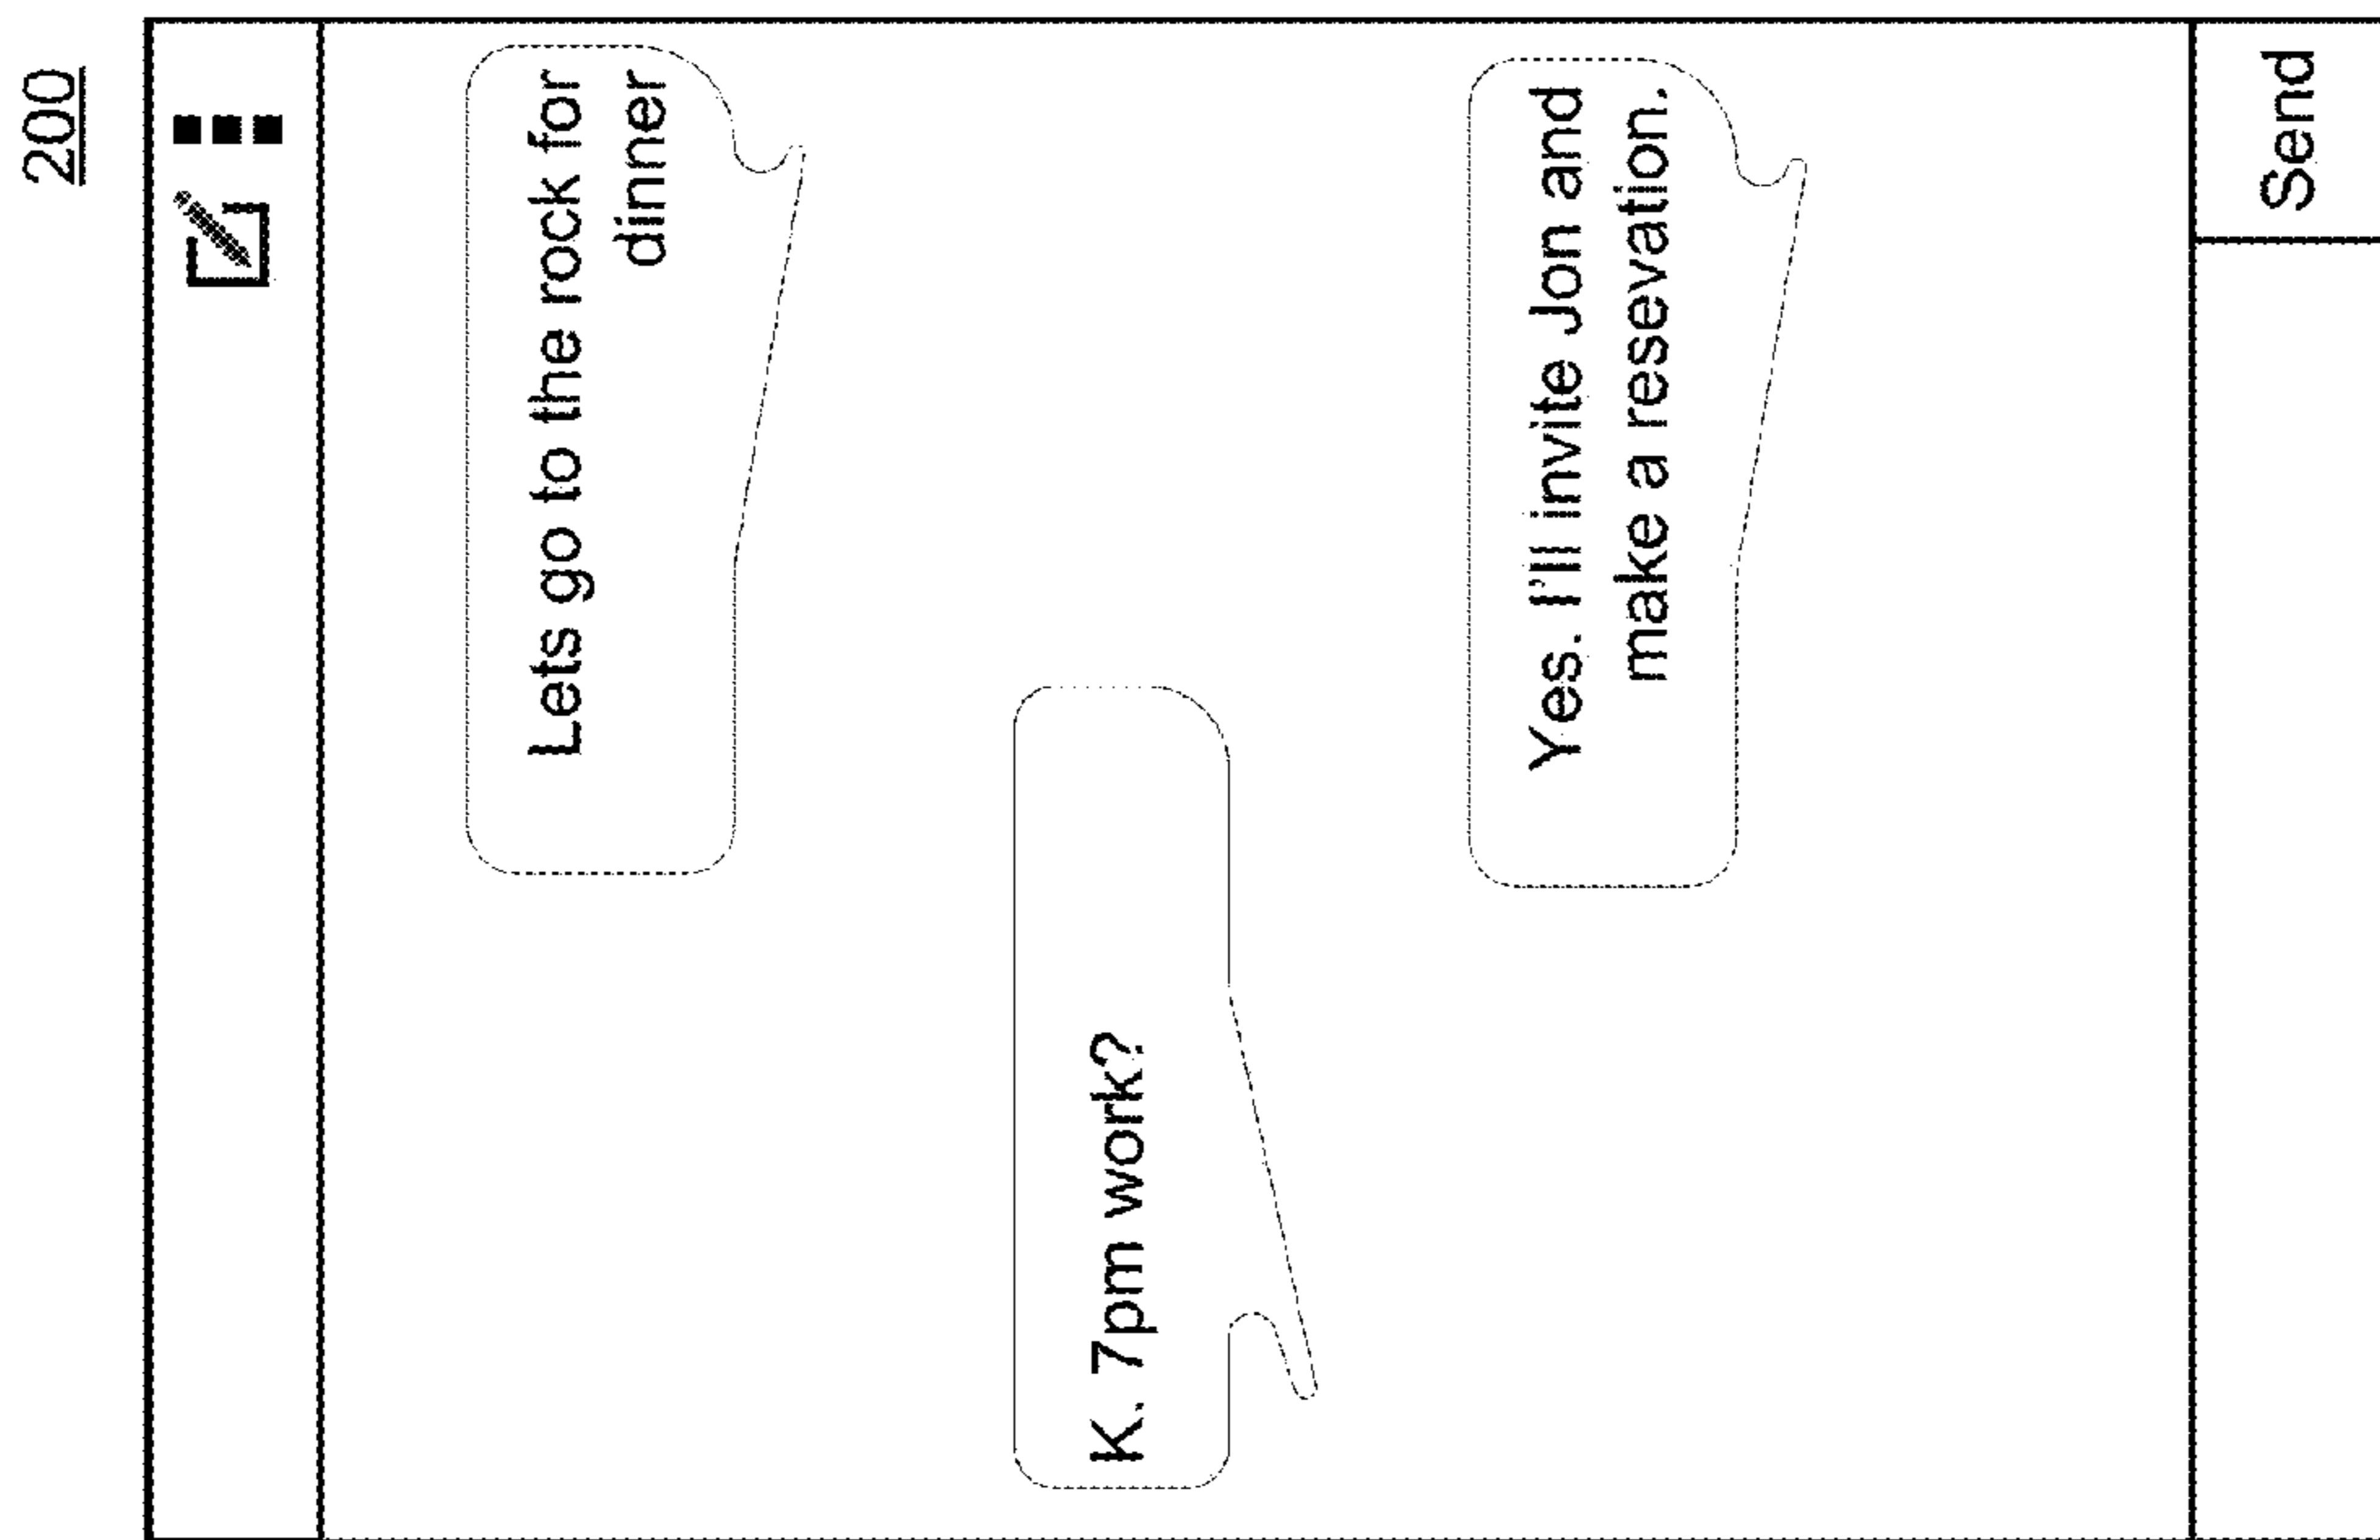 200
Lets go to the rock for
dinner
K. 7pm work?
Yes. I'll invite Jon and
make a resevation.
Send